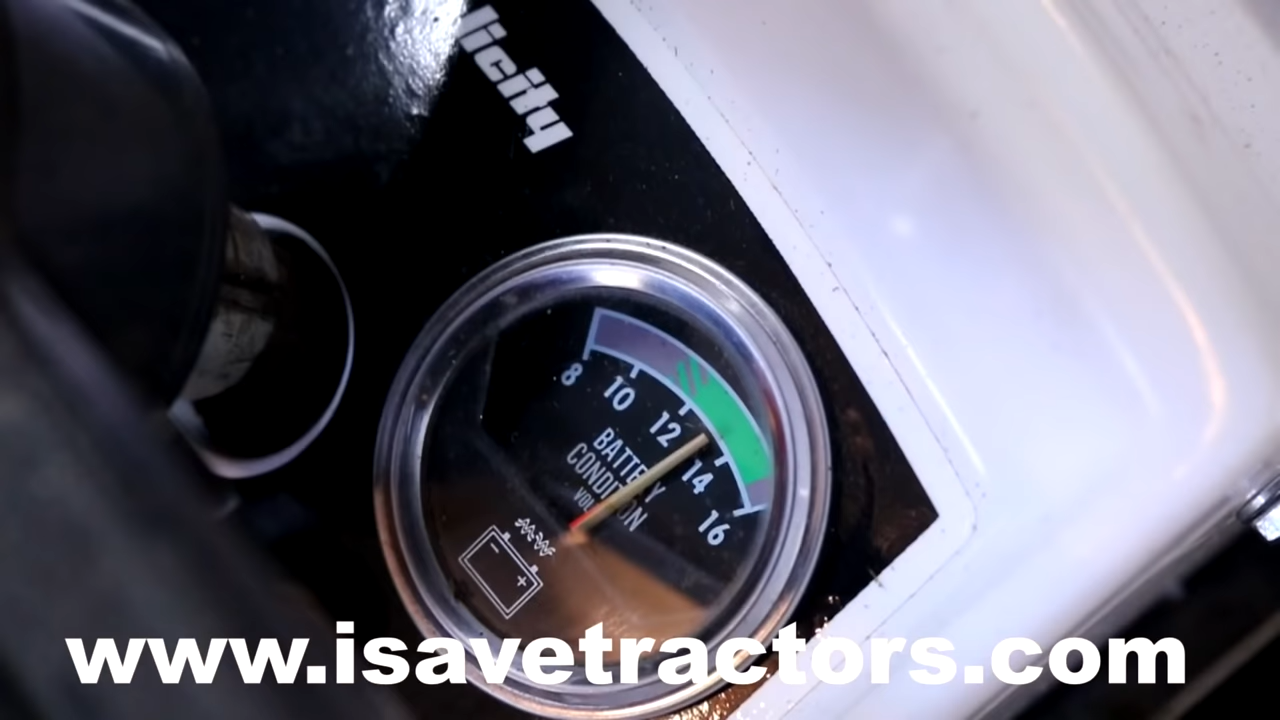 licity
8 10 12 14 16
BATTERY
CONDITION
- +
www.isavetractors.com